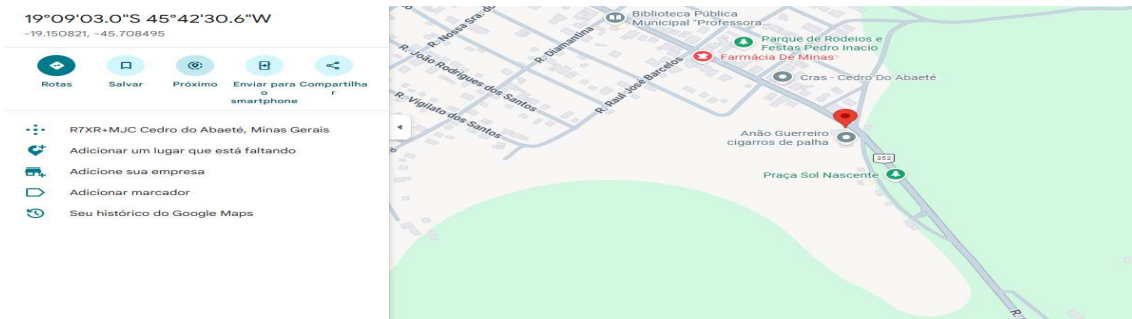 19°09'03.0"S 45°42'30.6"W
-19.150821, -45.708495
Rotas
Salvar
Próximo
Enviar para
o
smartphone
Compartilha
r
R7XR+MJC Cedro do Abaeté, Minas Gerais
Adicionar um lugar que está faltando
Adicione sua empresa
Adicionar marcador
Seu histórico do Google Maps
R. Nossa Sra. do
Biblioteca Pública
Municipal "Professora...
R. Diamantina
Parque de Rodeios e
Festas Pedro Inacio
Farmácia De Minas
R. João Rodrigues dos Santos
R. Raul José Barcelos
Cras - Cedro Do Abaeté
R. Vigilato dos Santos
Anão Guerreiro
cigarros de palha
352
Praça Sol Nascente
R.